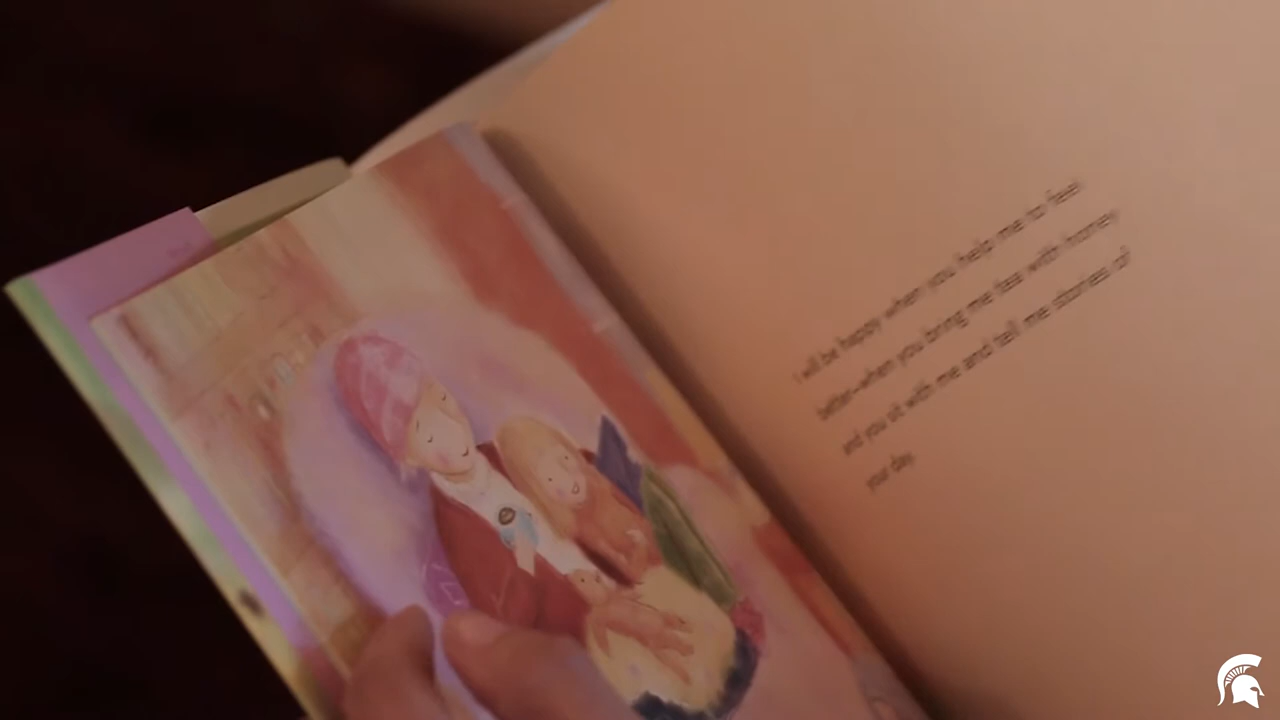 I will be happy when you help me to feel
better—when you bring me tea with honey
and you sit with me and tell me stories of
your day.